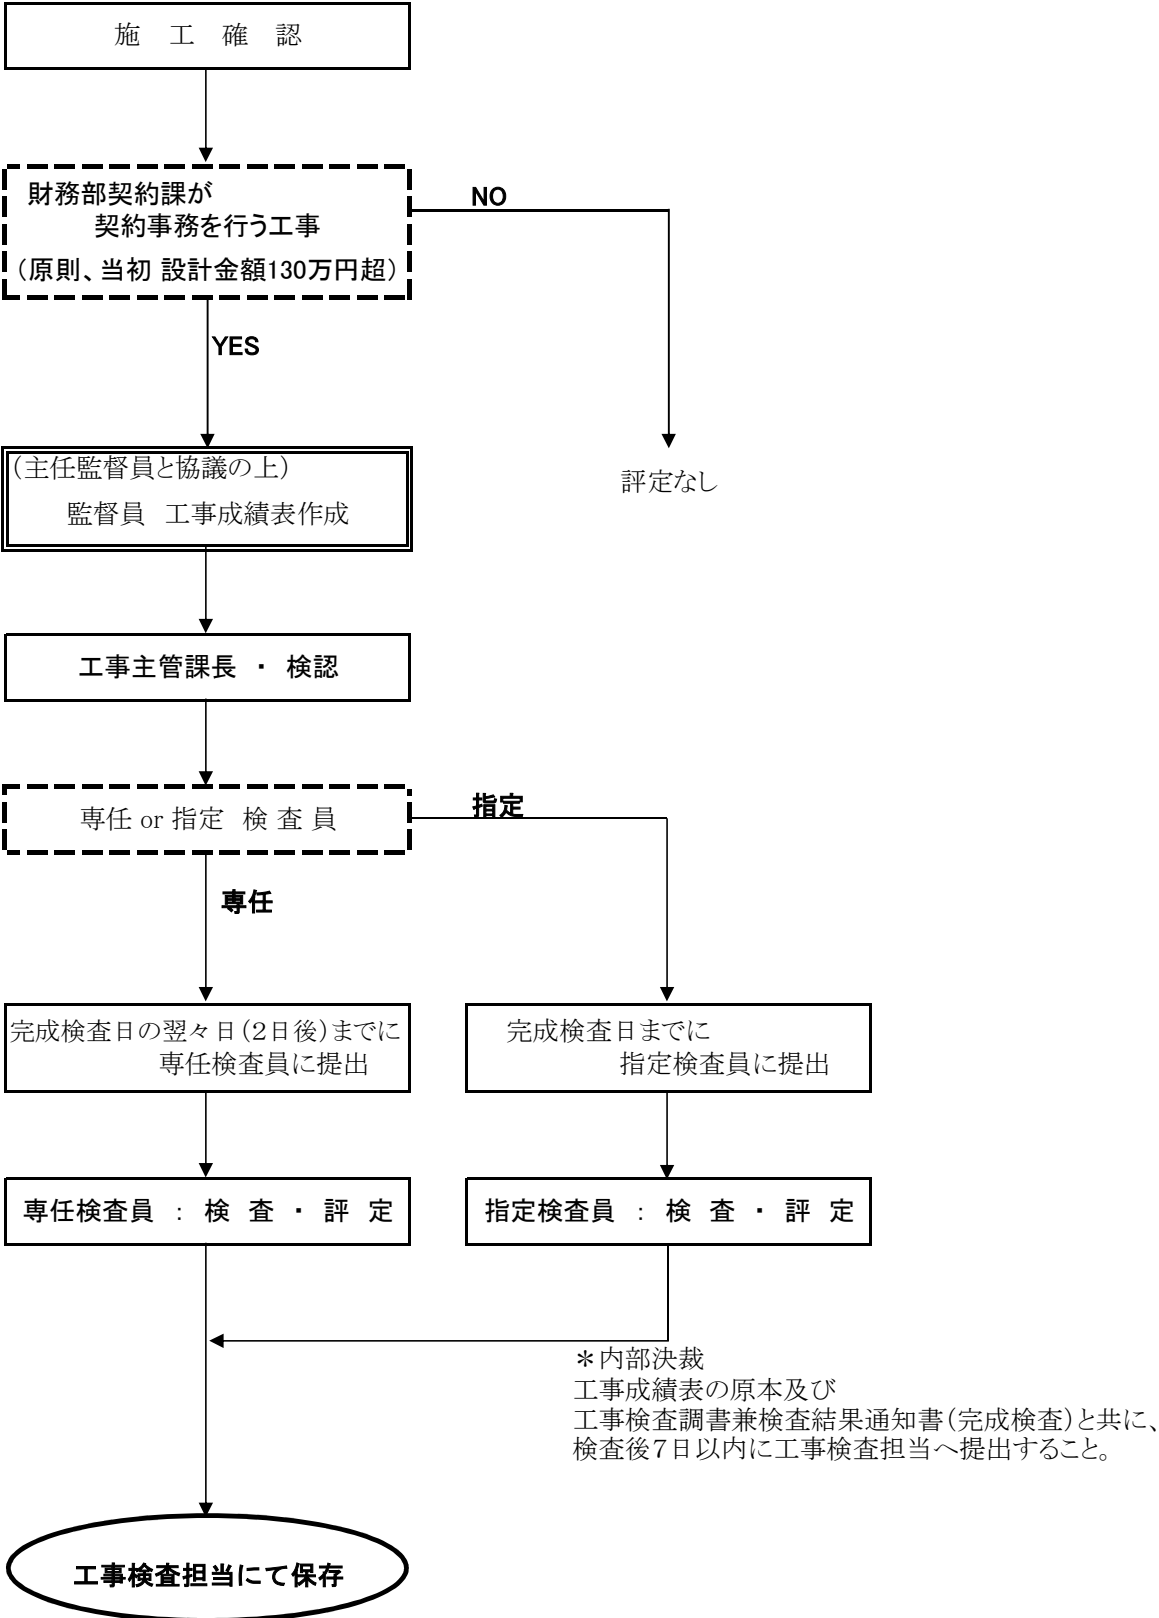 施 工 確 認
財務部契約課が
契約事務を行う工事
（原則、当初 設計金額130万円超）
NO
YES
（主任監督員と協議の上）
監督員 工事成績表作成
評定なし
工事主管課長 ・ 検認
専任 or 指定 検 査 員
指定
専任
完成検査日の翌々日（2日後）までに
専任検査員に提出
完成検査日までに
指定検査員に提出
専任検査員 ： 検 査 ・ 評 定
指定検査員 ： 検 査 ・ 評 定
＊内部決裁
工事成績表の原本及び
工事検査調書兼検査結果通知書（完成検査）と共に、
検査後７日以内に工事検査担当へ提出すること。
工事検査担当にて保存